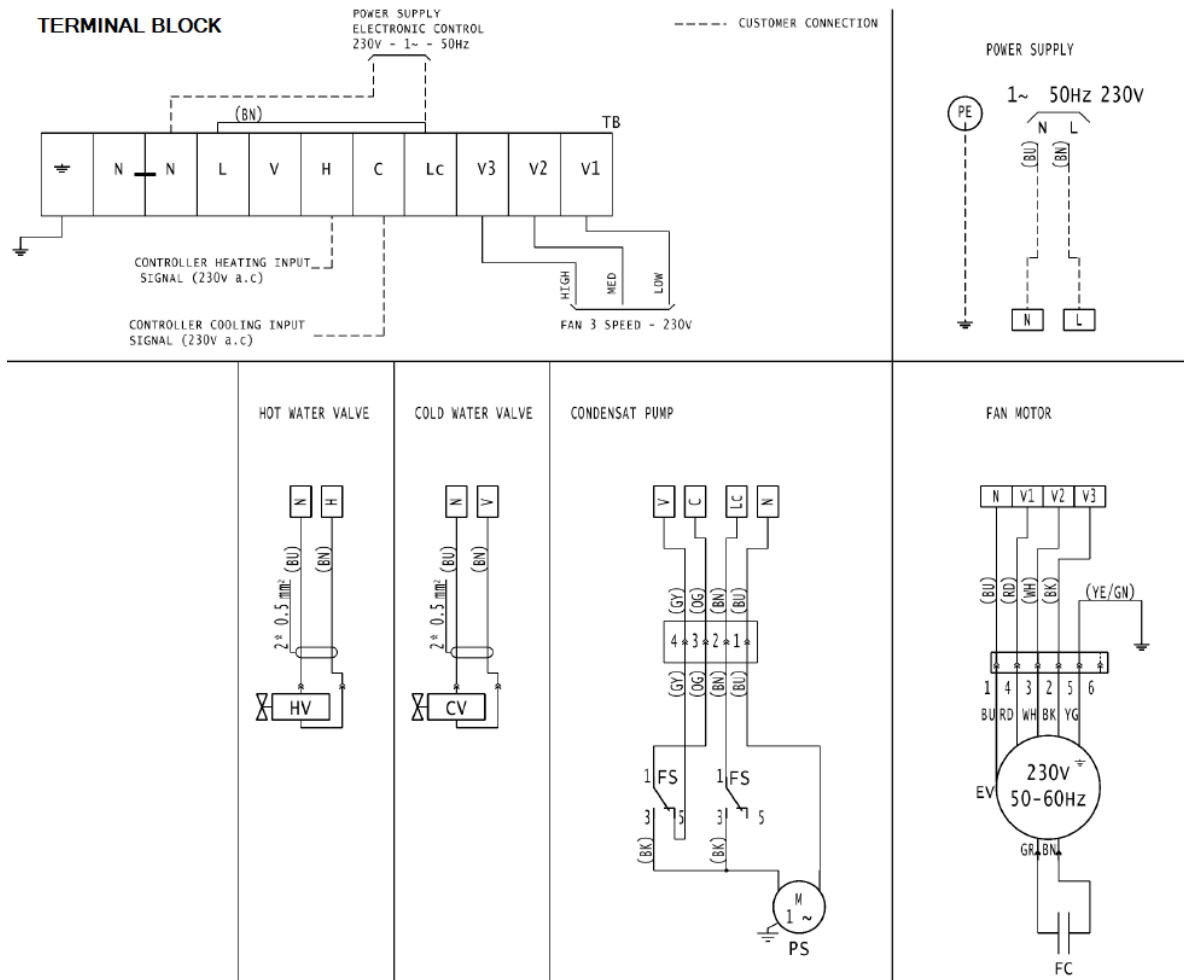 TERMINAL BLOCK
POWER SUPPLY
ELECTRONIC CONTROL
230V - 1~ - 50Hz
CUSTOMER CONNECTION
(BN)
TB
N N L V H C Lc V3 V2 V1
CONTROLLER HEATING INPUT
SIGNAL (230V a.c)
CONTROLLER COOLING INPUT
SIGNAL (230V a.c)
HIGH
MED
LOW
FAN 3 SPEED - 230V
POWER SUPPLY
1~ 50Hz 230V
PE
N L
(BU)
(BN)
N L
HOT WATER VALVE
N H
(BU)
(BN)
2* 0.5 mm²
HV
COLD WATER VALVE
N V
(BU)
(BN)
2* 0.5 mm²
CV
CONDENSAT PUMP
V C Lc N
(GY) (OG) (BN) (BU)
4 3 2 1
(GY) (OG) (BN) (BU)
1 FS 1 FS
3 5 3 5
(BK) (BK)
M
1 ~
PS
FAN MOTOR
N V1 V2 V3
(BU) (RD) (WH) (BK) (YE/GN)
1 4 3 2 5 6
BU RD WH BK YG
230V
50-60Hz
EV
GR BN
FC